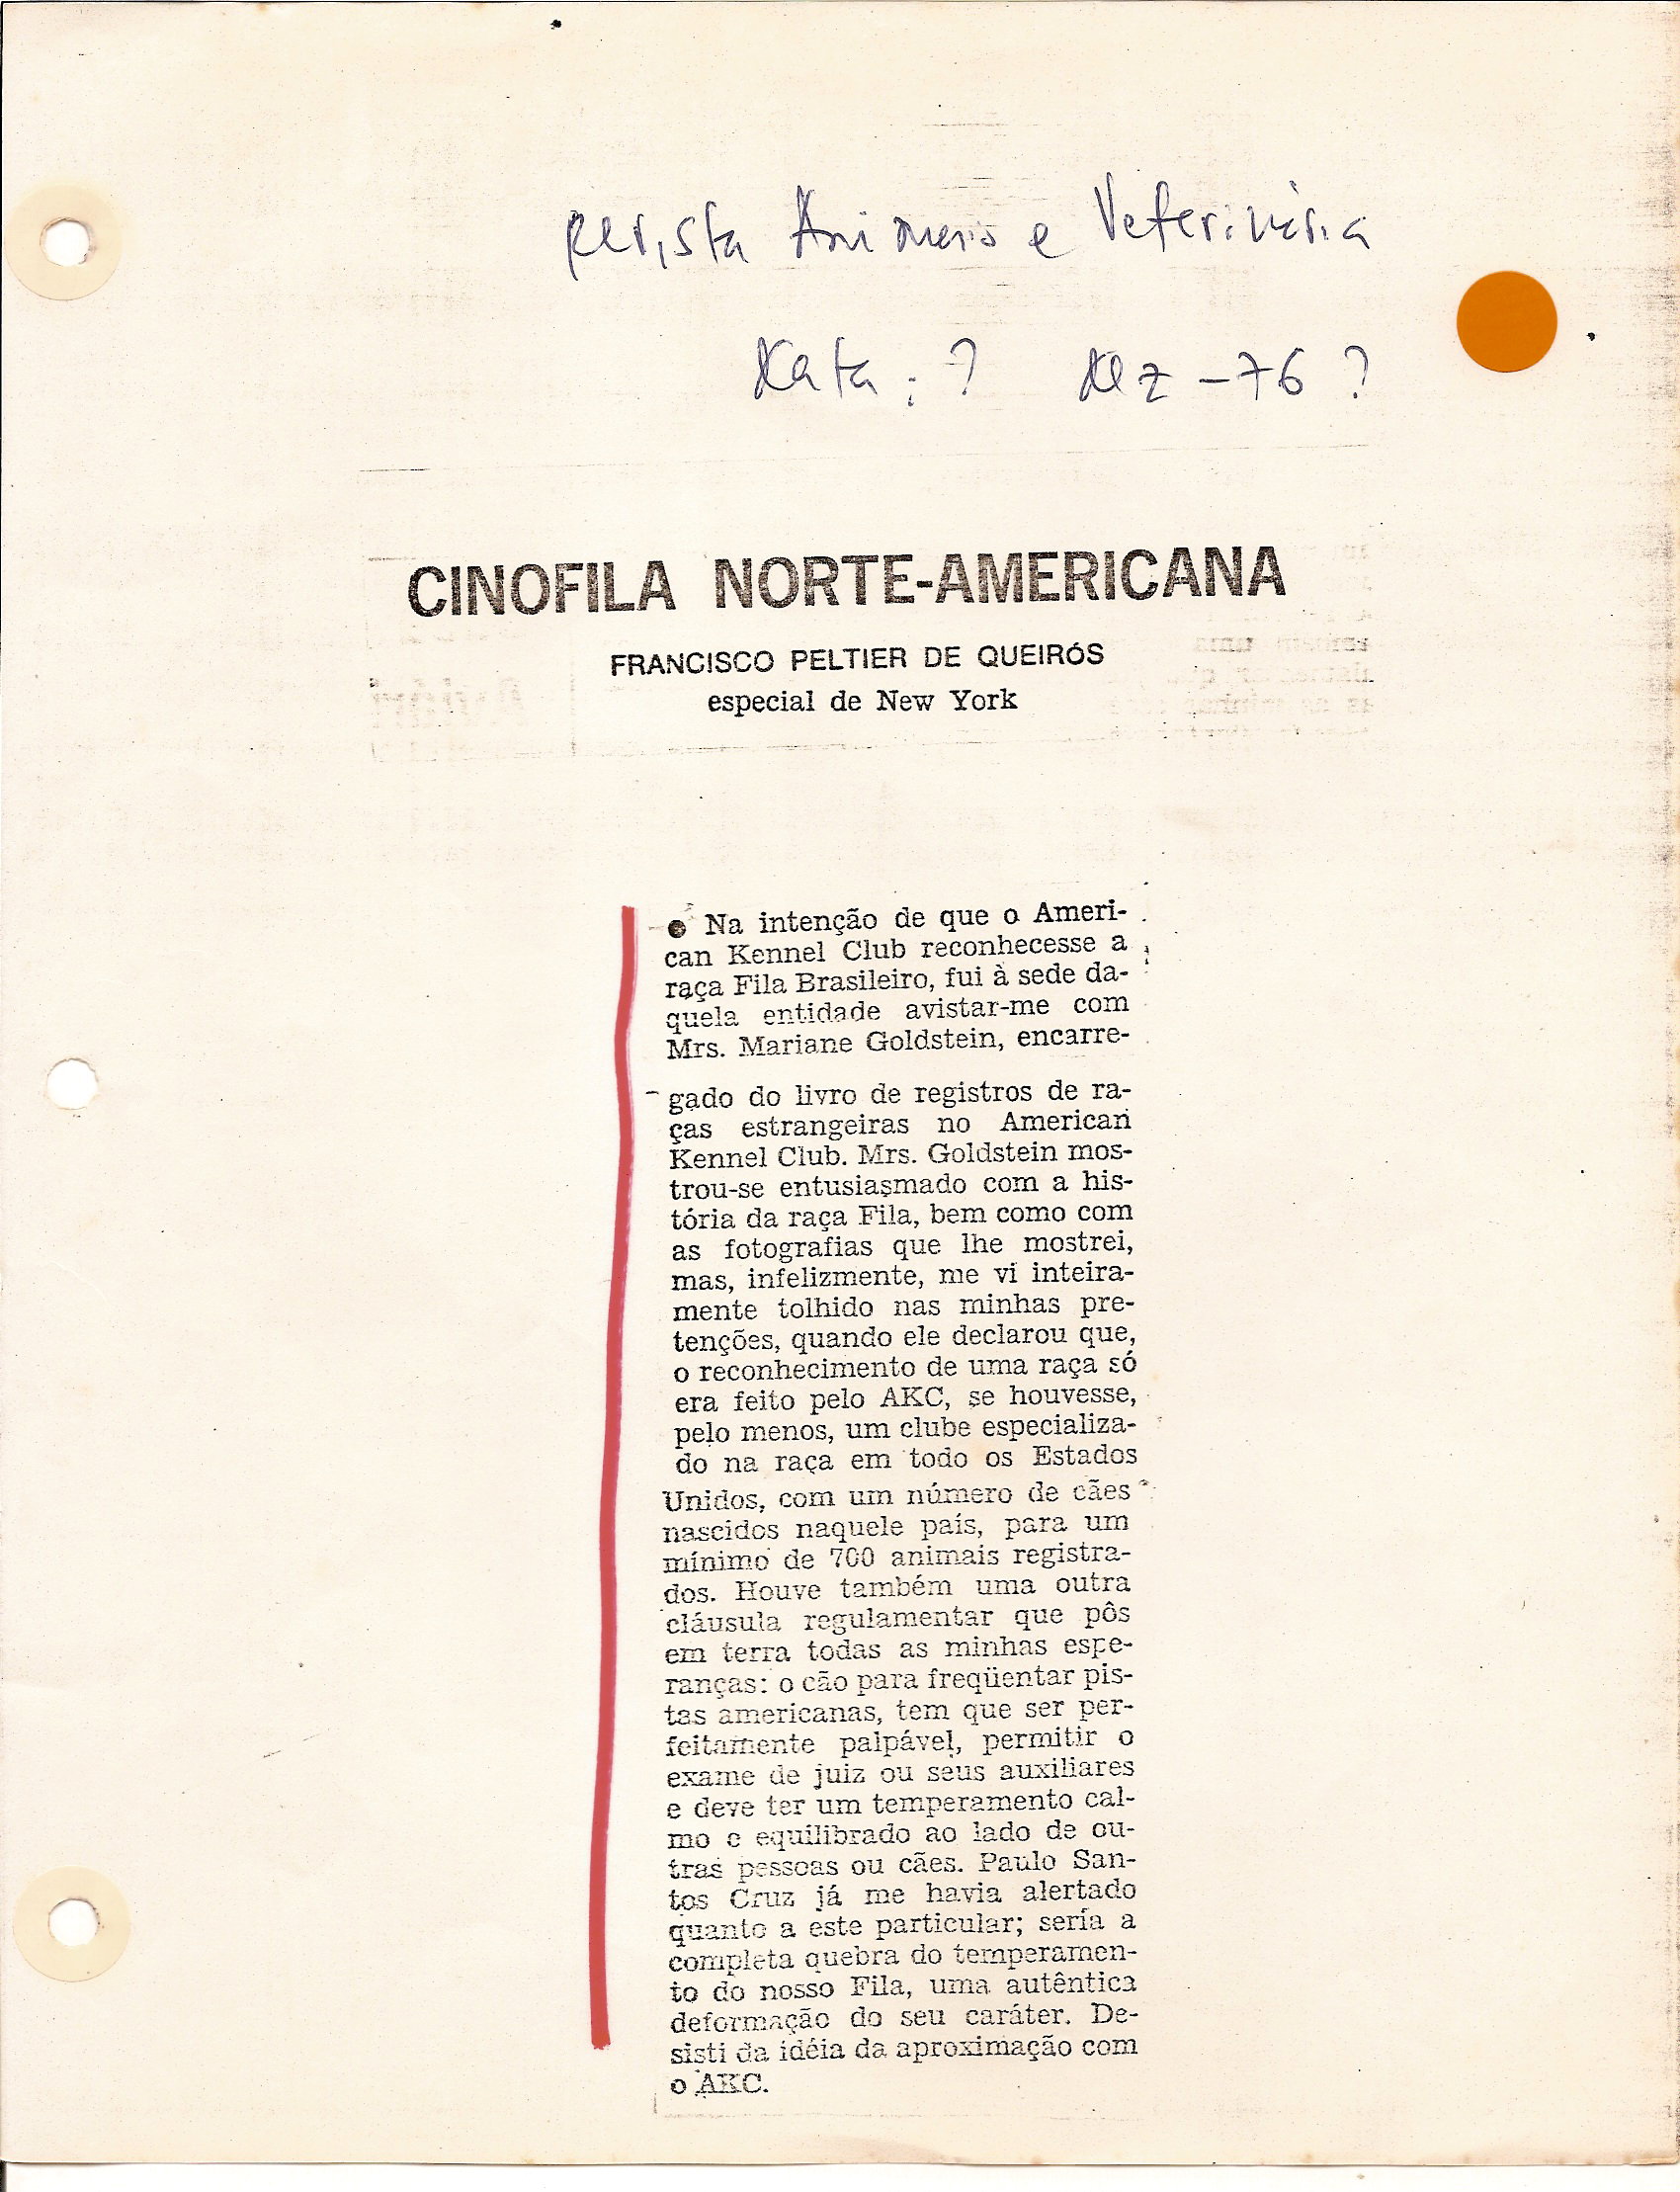 Revista Animais e Veterinária
Data: ? Dez-76?
CINOFILA NORTE-AMERICANA
FRANCISCO PELTIER DE QUEIRÓS
especial de New York
● Na intenção de que o Ameri-
can Kennel Club reconhecesse a
raça Fila Brasileiro, fui à sede da-
quela entidade avistar-me com
Mrs. Mariane Goldstein, encarre-
gado do livro de registros de ra-
ças estrangeiras no American
Kennel Club. Mrs. Goldstein mos-
trou-se entusiasmado com a his-
tória da raça Fila, bem como com
as fotografias que lhe mostrei,
mas, infelizmente, me vi inteira-
mente tolhido nas minhas pre-
tenções, quando ele declarou que,
o reconhecimento de uma raça só
era feito pelo AKC, se houvesse,
pelo menos, um clube especializa-
do na raça em todo os Estados
Unidos, com um número de cães
nascidos naquele país, para um
mínimo de 700 animais registra-
dos. Houve também uma outra
cláusula regulamentar que pôs
em terra todas as minhas espe-
ranças: o cão para freqüentar pis-
tas americanas, tem que ser per-
feitamente palpável, permitir o
exame de juiz ou seus auxiliares
e deve ter um temperamento cal-
mo e equilibrado ao lado de ou-
tras pessoas ou cães. Paulo San-
tos Cruz já me havia alertado
quanto a este particular; seria a
completa quebra do temperamen-
to do nosso Fila, uma autêntica
deformação do seu caráter. De-
sisti da idéia da aproximação com
o AKC.